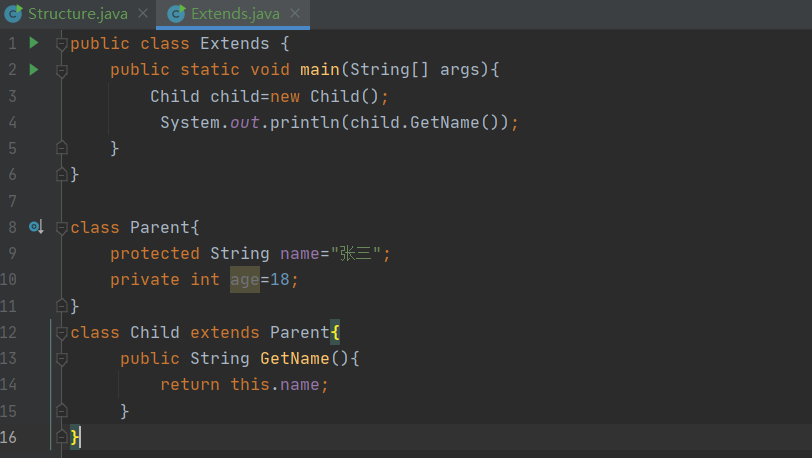 Structure.java Extends.java
1 public class Extends {
2 public static void main(String[] args){
3 Child child=new Child();
4 System.out.println(child.GetName());
5 }
6 }
7
8 class Parent{
9 protected String name="张三";
10 private int age=18;
11 }
12 class Child extends Parent{
13 public String GetName(){
14 return this.name;
15 }
16 }